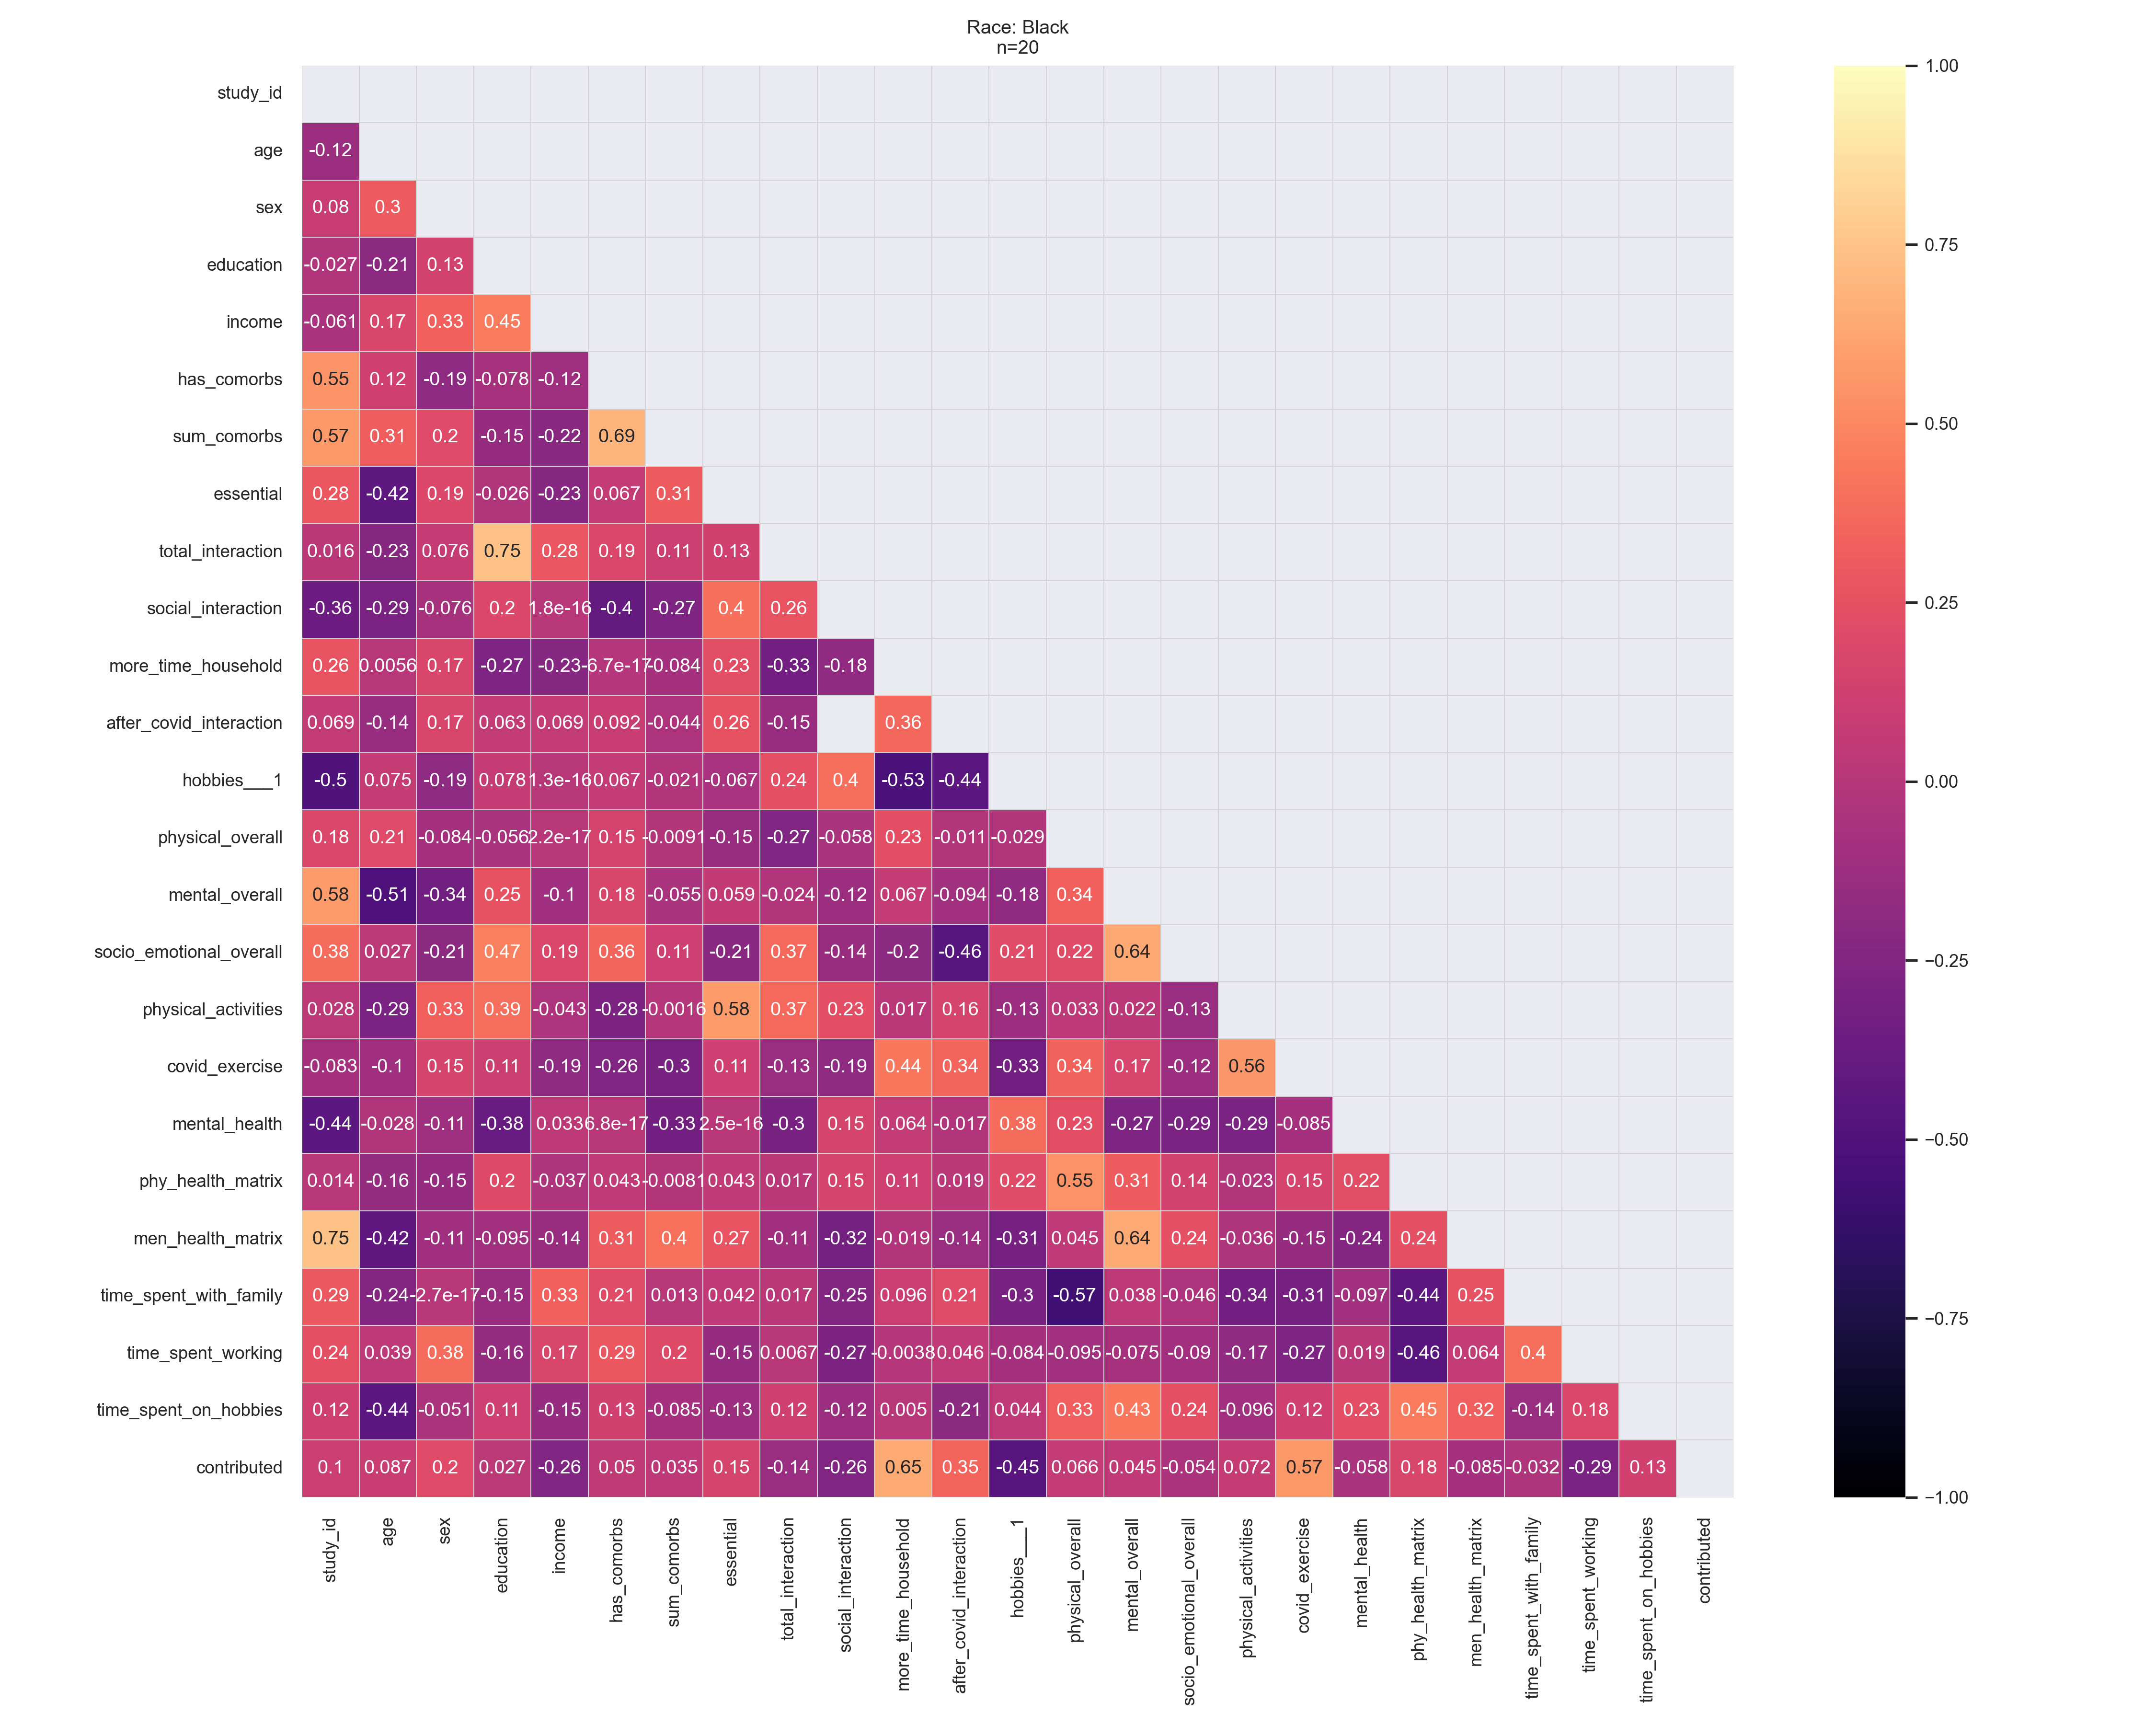 Race: Black
n=20
study_id
age -0.12
sex 0.08 0.3
education -0.027 -0.21 0.13
income -0.061 0.17 0.33 0.45
has_comorbs 0.55 0.12 -0.19 -0.078 -0.12
sum_comorbs 0.57 0.31 0.2 -0.15 -0.22 0.69
essential 0.28 -0.42 0.19 -0.026 -0.23 0.067 0.31
total_interaction 0.016 -0.23 0.076 0.75 0.28 0.19 0.11 0.13
social_interaction -0.36 -0.29 -0.076 0.2 1.8e-16 -0.4 -0.27 0.4 0.26
more_time_household 0.26 0.0056 0.17 -0.27 -0.23 -6.7e-17 -0.084 0.23 -0.33 -0.18
after_covid_interaction 0.069 -0.14 0.17 0.063 0.069 0.092 -0.044 0.26 -0.15 0.36
hobbies___1 -0.5 0.075 -0.19 0.078 1.3e-16 0.067 -0.021 -0.067 0.24 0.4 -0.53 -0.44
physical_overall 0.18 0.21 -0.084 -0.056 2.2e-17 0.15 -0.0091 -0.15 -0.27 -0.058 0.23 -0.011 -0.029
mental_overall 0.58 -0.51 -0.34 0.25 -0.1 0.18 -0.055 0.059 -0.024 -0.12 0.067 -0.094 -0.18 0.34
socio_emotional_overall 0.38 0.027 -0.21 0.47 0.19 0.36 0.11 -0.21 0.37 -0.14 -0.2 -0.46 0.21 0.22 0.64
physical_activities 0.028 -0.29 0.33 0.39 -0.043 -0.28 -0.0016 0.58 0.37 0.23 0.017 0.16 -0.13 0.033 0.022 -0.13
covid_exercise -0.083 -0.1 0.15 0.11 -0.19 -0.26 -0.3 0.11 -0.13 -0.19 0.44 0.34 -0.33 0.34 0.17 -0.12 0.56
mental_health -0.44 -0.028 -0.11 -0.38 0.033 6.8e-17 -0.33 2.5e-16 -0.3 0.15 0.064 -0.017 0.38 0.23 -0.27 -0.29 -0.29 -0.085
phy_health_matrix 0.014 -0.16 -0.15 0.2 -0.037 0.043 -0.0081 0.043 0.017 0.15 0.11 0.019 0.22 0.55 0.31 0.14 -0.023 0.15 0.22
men_health_matrix 0.75 -0.42 -0.11 -0.095 -0.14 0.31 0.4 0.27 -0.11 -0.32 -0.019 -0.14 -0.31 0.045 0.64 0.24 -0.036 -0.15 -0.24 0.24
time_spent_with_family 0.29 -0.24 -2.7e-17 -0.15 0.33 0.21 0.013 0.042 0.017 -0.25 0.096 0.21 -0.3 -0.57 0.038 -0.046 -0.34 -0.31 -0.097 -0.44 0.25
time_spent_working 0.24 0.039 0.38 -0.16 0.17 0.29 0.2 -0.15 0.0067 -0.27 -0.0038 0.046 -0.084 -0.095 -0.075 -0.09 -0.17 -0.27 0.019 -0.46 0.064 0.4
time_spent_on_hobbies 0.12 -0.44 -0.051 0.11 -0.15 0.13 -0.085 -0.13 0.12 -0.12 0.005 -0.21 0.044 0.33 0.43 0.24 -0.096 0.12 0.23 0.45 0.32 -0.14 0.18
contributed 0.1 0.087 0.2 0.027 -0.26 0.05 0.035 0.15 -0.14 -0.26 0.65 0.35 -0.45 0.066 0.045 -0.054 0.072 0.57 -0.058 0.18 -0.085 -0.032 -0.29 0.13
study_id
age
sex
education
income
has_comorbs
sum_comorbs
essential
total_interaction
social_interaction
more_time_household
after_covid_interaction
hobbies___1
physical_overall
mental_overall
socio_emotional_overall
physical_activities
covid_exercise
mental_health
phy_health_matrix
men_health_matrix
time_spent_with_family
time_spent_working
time_spent_on_hobbies
contributed
1.00
0.75
0.50
0.25
0.00
−0.25
−0.50
−0.75
−1.00